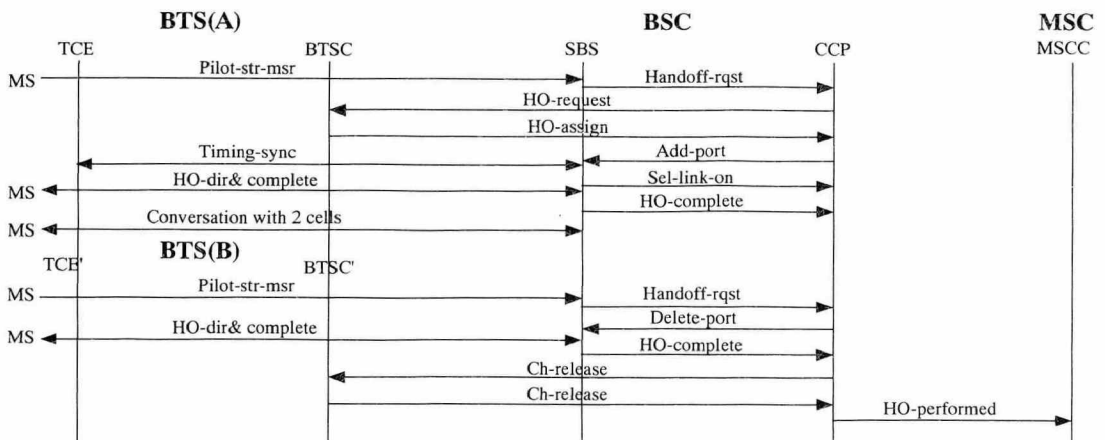 BTS(A) BSC MSC
TCE BTSC SBS CCP MSCC
MS Pilot-str-msr
Handoff-rqst
HO-request
HO-assign
Timing-sync Add-port
MS HO-dir& complete Sel-link-on
HO-complete
MS Conversation with 2 cells
BTS(B)
TCE' BTSC'
MS Pilot-str-msr Handoff-rqst
Delete-port
MS HO-dir& complete
HO-complete
Ch-release
Ch-release
HO-performed